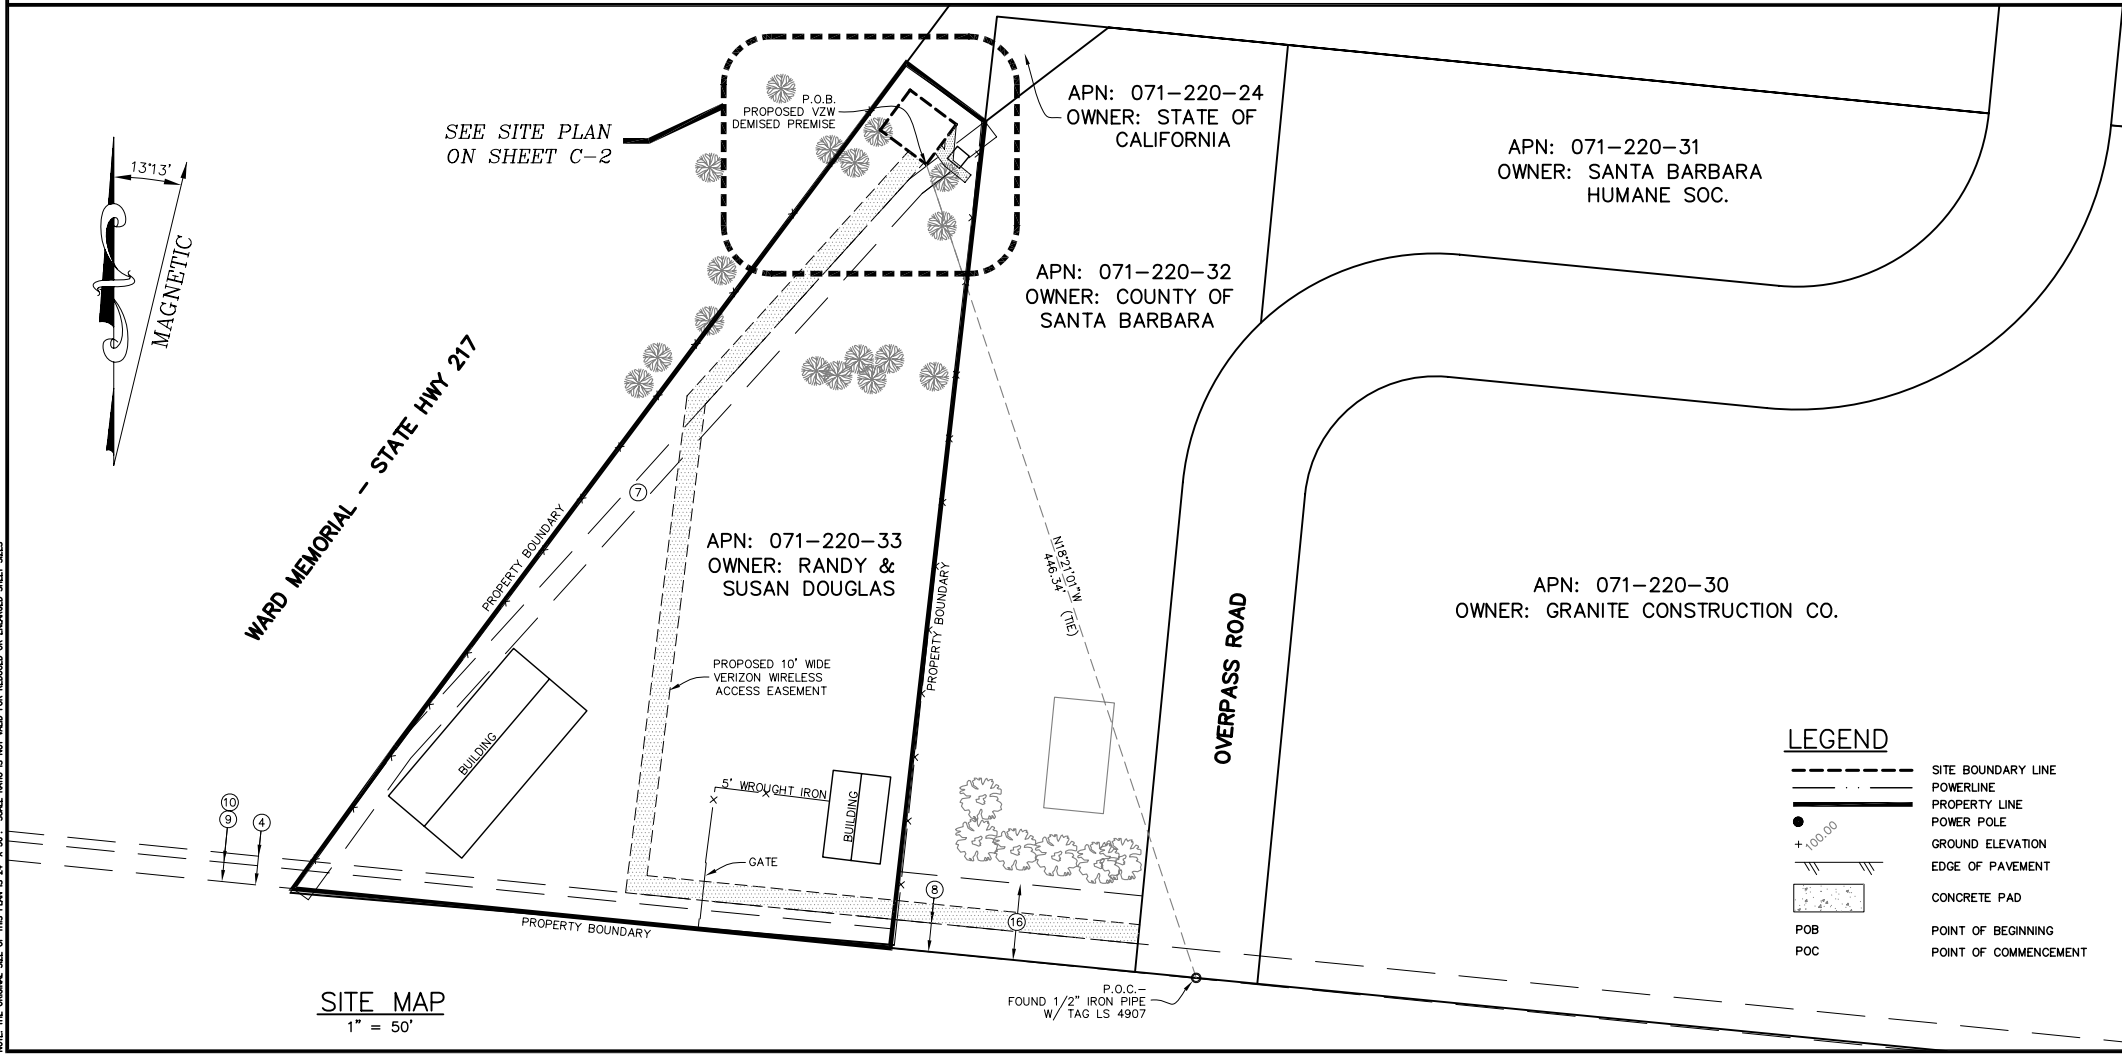 SEE SITE PLAN
ON SHEET C-2
P.O.B.
PROPOSED VZW
DEMISED PREMISE
APN: 071-220-24
OWNER: STATE OF
CALIFORNIA
APN: 071-220-31
OWNER: SANTA BARBARA
HUMANE SOC.
13°13'
MAGNETIC
APN: 071-220-32
OWNER: COUNTY OF
SANTA BARBARA
WARD MEMORIAL - STATE HWY 217
7
PROPERTY BOUNDARY
APN: 071-220-33
OWNER: RANDY &
SUSAN DOUGLAS
PROPERTY BOUNDARY
N18°21'01"W
446.34' (TIE)
APN: 071-220-30
OWNER: GRANITE CONSTRUCTION CO.
OVERPASS ROAD
PROPOSED 10' WIDE
VERIZON WIRELESS
ACCESS EASEMENT
BUILDING
5' WROUGHT IRON
BUILDING
GATE
10
9
4
8
16
PROPERTY BOUNDARY
P.O.C.-
FOUND 1/2" IRON PIPE
W/ TAG LS 4907
SITE MAP
1" = 50'
LEGEND
SITE BOUNDARY LINE
POWERLINE
PROPERTY LINE
POWER POLE
+ 100.00 GROUND ELEVATION
EDGE OF PAVEMENT
CONCRETE PAD
POB POINT OF BEGINNING
POC POINT OF COMMENCEMENT